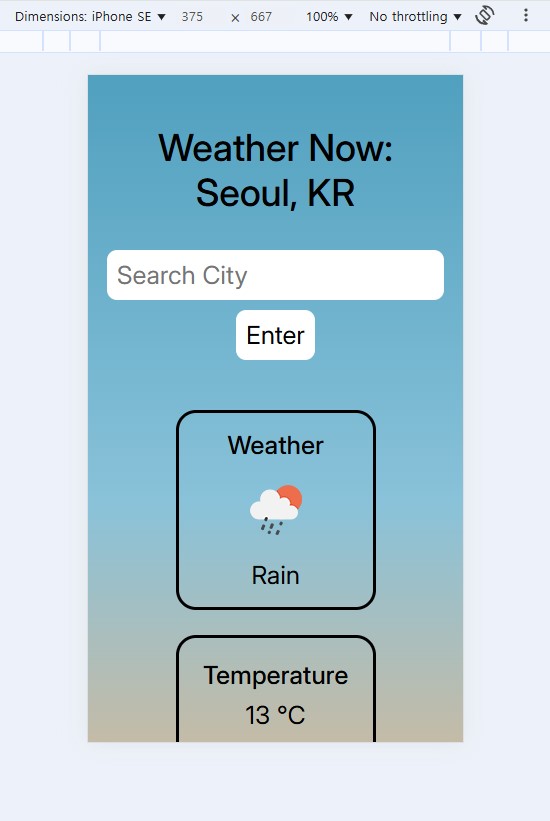 Dimensions: iPhone SE ▼ 375 × 667 100% ▼ No throttling ▼
Weather Now:
Seoul, KR
Search City
Enter
Weather
Rain
Temperature
13 °C